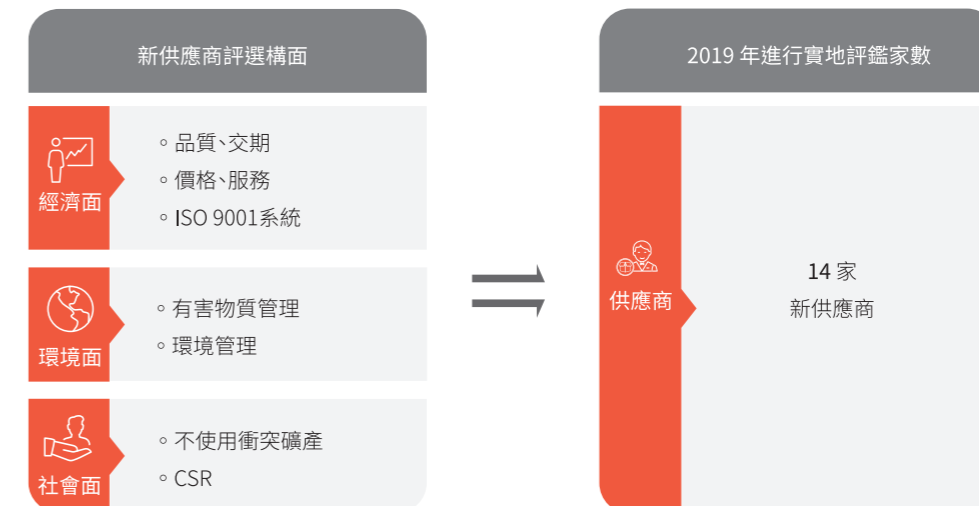 新供應商評選構面
經濟面
◦品質、交期
◦價格、服務
◦ISO 9001系統
環境面
◦有害物質管理
◦環境管理
社會面
◦不使用衝突礦產
◦CSR
2019 年進行實地評鑑家數
供應商
14 家
新供應商